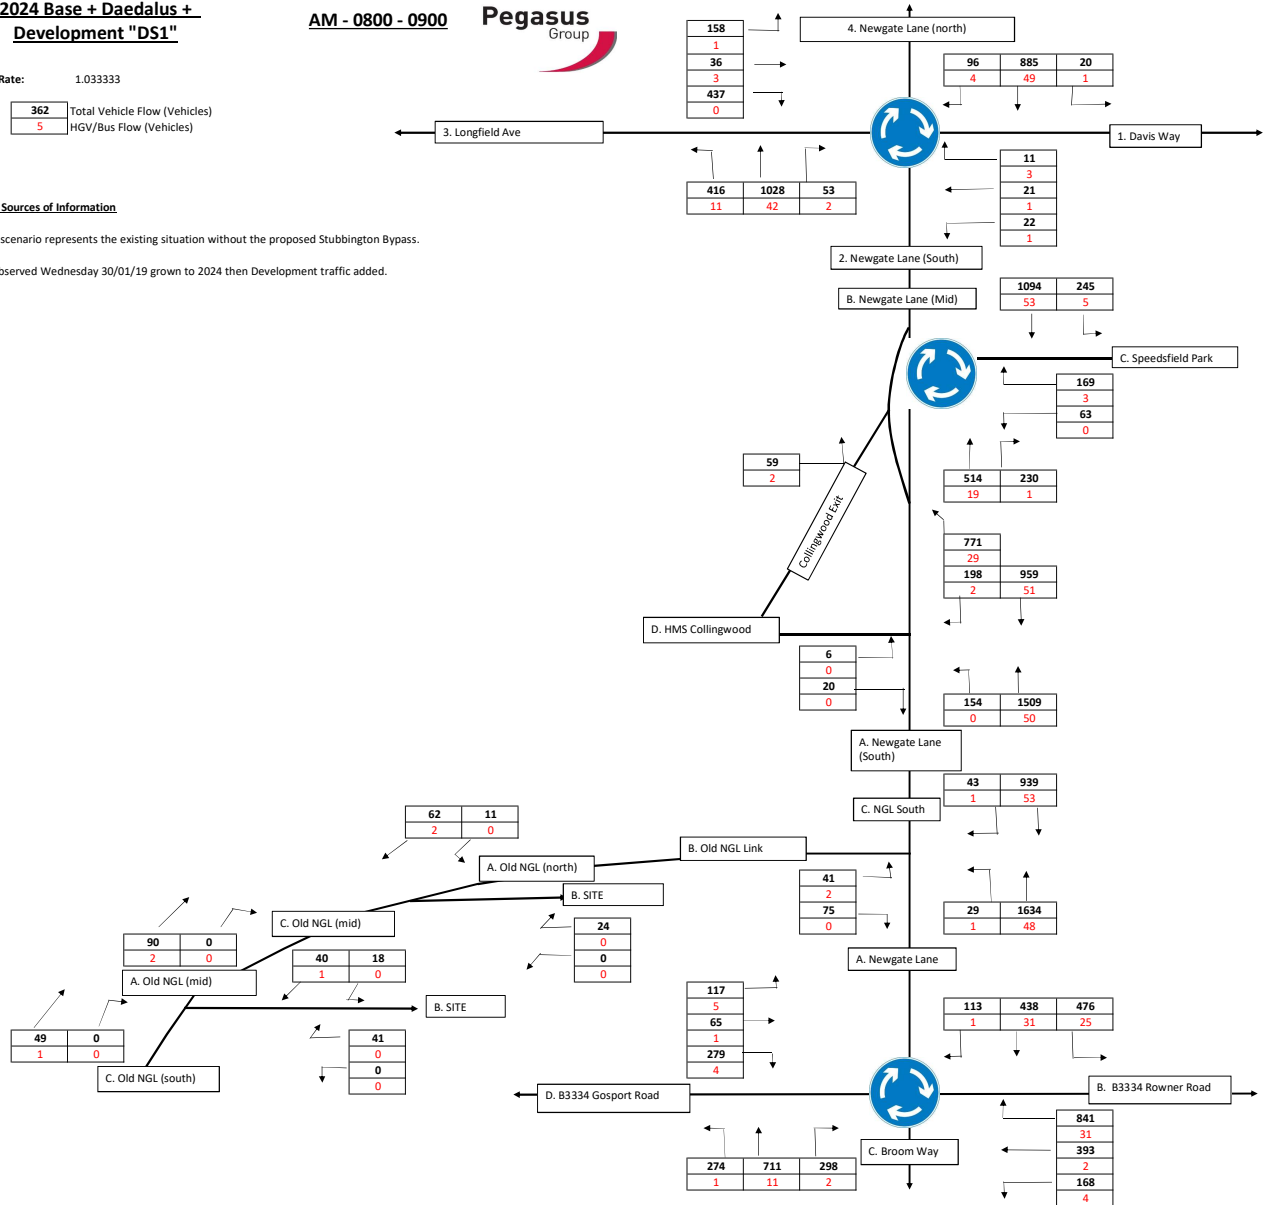 2024 Base + Daedalus +
Development "DS1"
AM - 0800 - 0900
Pegasus
Group
Rate: 1.033333
362 Total Vehicle Flow (Vehicles)
5 HGV/Bus Flow (Vehicles)
Sources of Information
scenario represents the existing situation without the proposed Stubbington Bypass.
bserved Wednesday 30/01/19 grown to 2024 then Development traffic added.
158
1
36
3
437
0
4. Newgate Lane (north)
96 885 20
4 49 1
3. Longfield Ave
1. Davis Way
416 1028 53
11 42 2
11
3
21
1
22
1
2. Newgate Lane (South)
B. Newgate Lane (Mid)
1094 245
53 5
C. Speedsfield Park
169
3
63
0
59
2
514 230
19 1
Collingwood Exit
771
29
198 959
2 51
D. HMS Collingwood
6
0
20
0
154 1509
0 50
A. Newgate Lane
(South)
43 939
1 53
C. NGL South
62 11
2 0
B. Old NGL Link
A. Old NGL (north)
41
2
75
0
29 1634
1 48
B. SITE
C. Old NGL (mid)
24
0
0
0
90 0
2 0
40 18
1 0
A. Newgate Lane
A. Old NGL (mid)
B. SITE
49 0
1 0
41
0
0
0
C. Old NGL (south)
117
5
65
1
279
4
113 438 476
1 31 25
D. B3334 Gosport Road
B. B3334 Rowner Road
C. Broom Way
274 711 298
1 11 2
841
31
393
2
168
4